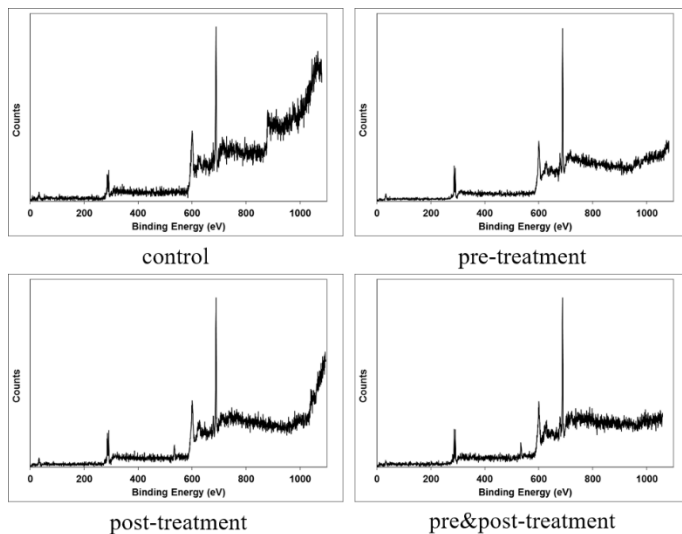 Counts
0 200 400 600 800 1000
Binding Energy (eV)
control
Counts
0 200 400 600 800 1000
Binding Energy (eV)
pre-treatment
Counts
0 200 400 600 800 1000
Binding Energy (eV)
post-treatment
Counts
0 200 400 600 800 1000
Binding Energy (eV)
pre&post-treatment